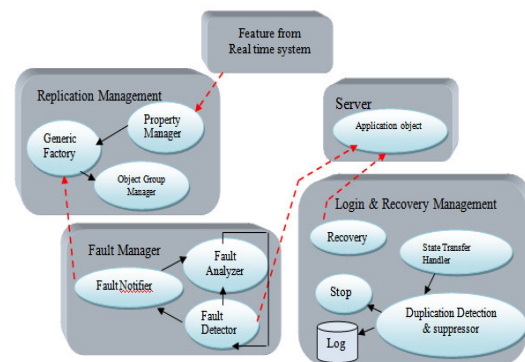 Feature from
Real time system
Replication Management
Property
Manager
Generic
Factory
Object Group
Manager
Server
Application object
Login & Recovery Management
Recovery
State Transfer
Handler
Stop
Duplication Detection
& suppressor
Log
Fault Manager
Fault
Analyzer
Fault Notifier
Fault
Detector